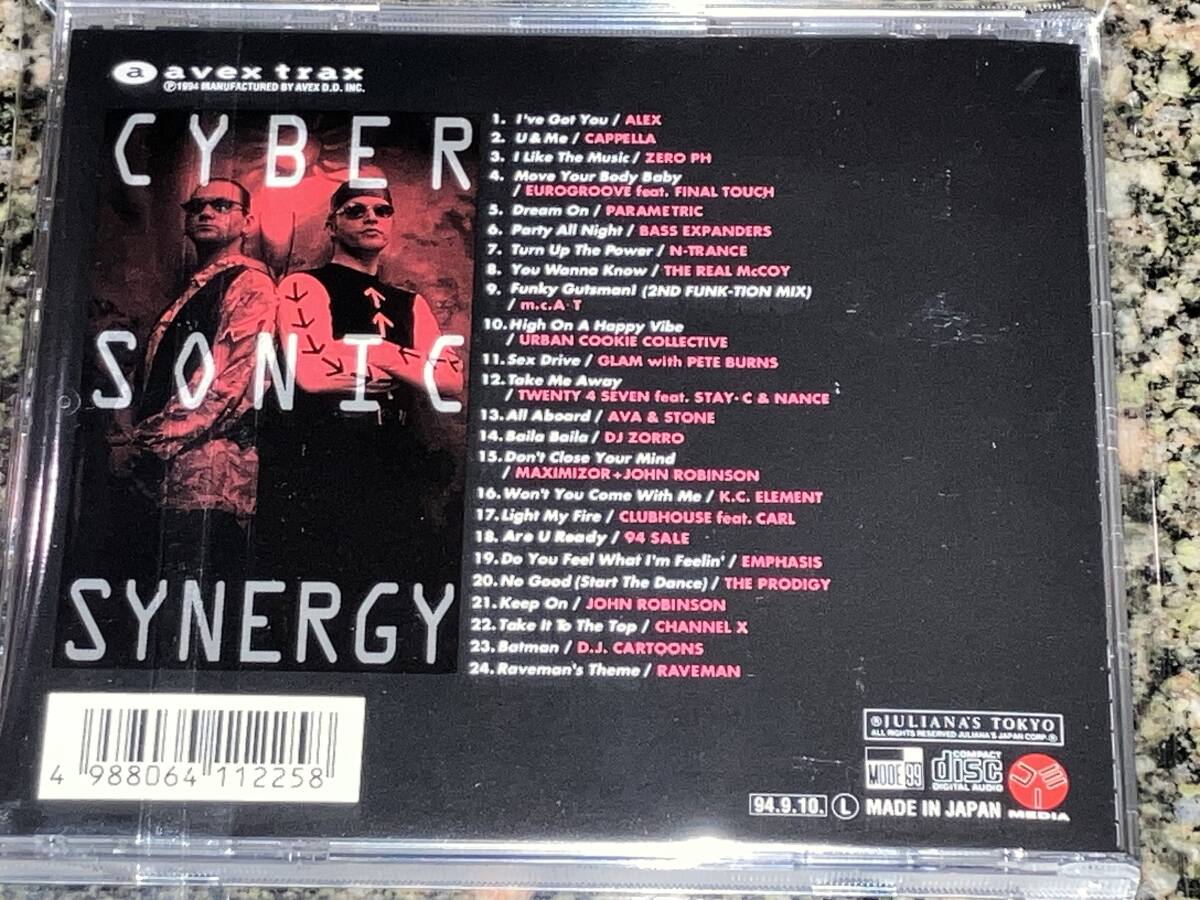 a avex trax
Ⓟ1994 MANUFACTURED BY AVEX D.D. INC.
CYBER
SONIC
SYNERGY
1. I've Got You / ALEX
2. U & Me / CAPPELLA
3. I Like The Music / ZERO PH
4. Move Your Body Baby
/ EUROGROOVE feat. FINAL TOUCH
5. Dream On / PARAMETRIC
6. Party All Night / BASS EXPANDERS
7. Turn Up The Power / N-TRANCE
8. You Wanna Know / THE REAL McCOY
9. Funky Gutsman! (2ND FUNK-TION MIX)
/ m.c.A·T
10. High On A Happy Vibe
/ URBAN COOKIE COLLECTIVE
11. Sex Drive / GLAM with PETE BURNS
12. Take Me Away
/ TWENTY 4 SEVEN feat. STAY-C & NANCE
13. All Aboard / AVA & STONE
14. Baila Baila / DJ ZORRO
15. Don't Close Your Mind
/ MAXIMIZOR+JOHN ROBINSON
16. Won't You Come With Me / K.C. ELEMENT
17. Light My Fire / CLUBHOUSE feat. CARL
18. Are U Ready / 94 SALE
19. Do You Feel What I'm Feelin' / EMPHASIS
20. No Good (Start The Dance) / THE PRODIGY
21. Keep On / JOHN ROBINSON
22. Take It To The Top / CHANNEL X
23. Batman / D.J. CARTOONS
24. Raveman's Theme / RAVEMAN
4 988064 112258
®JULIANA'S TOKYO
ALL RIGHTS RESERVED JULIANA'S JAPAN CORP.®
MODE 99
COMPACT
disc
DIGITAL AUDIO
94.9.10. L MADE IN JAPAN
MEDIA